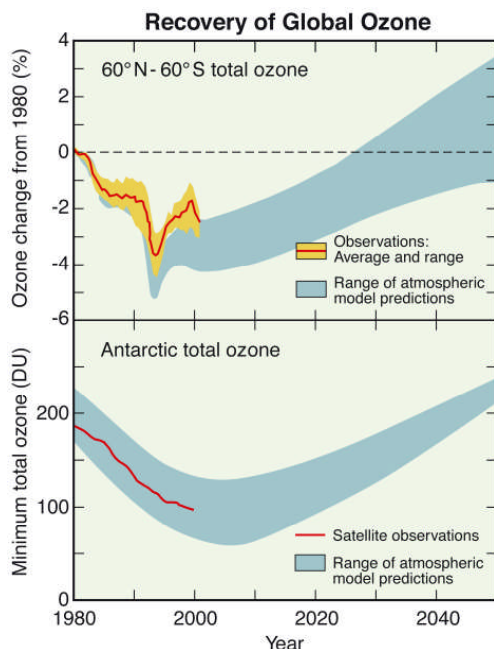 Recovery of Global Ozone
Ozone change from 1980 (%)
4
2
0
-2
-4
-6
60°N - 60°S total ozone
Observations:
Average and range
Range of atmospheric
model predictions
Minimum total ozone (DU)
200
100
0
Antarctic total ozone
Satellite observations
Range of atmospheric
model predictions
1980 2000 2020 2040
Year